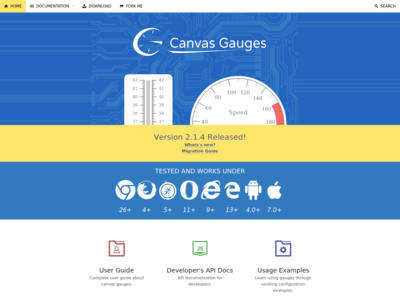 HOME DOCUMENTATION DOWNLOAD FORK ME SEARCH
Canvas Gauges
42 42
41 41
40 40
39 39
38 38
37 37
40 60 80 100 120 140 160 180
Speed
Version 2.1.4 Released!
What's new?
Migration Guide
TESTED AND WORKS UNDER
26+ 4+ 5+ 11+ 9+ 13+ 4.0+ 7.0+
JS
User Guide Developer's API Docs Usage Examples
Complete user guide about API documentation for Learn using gauges through
canvas gauges. developers. existing configuration
examples.